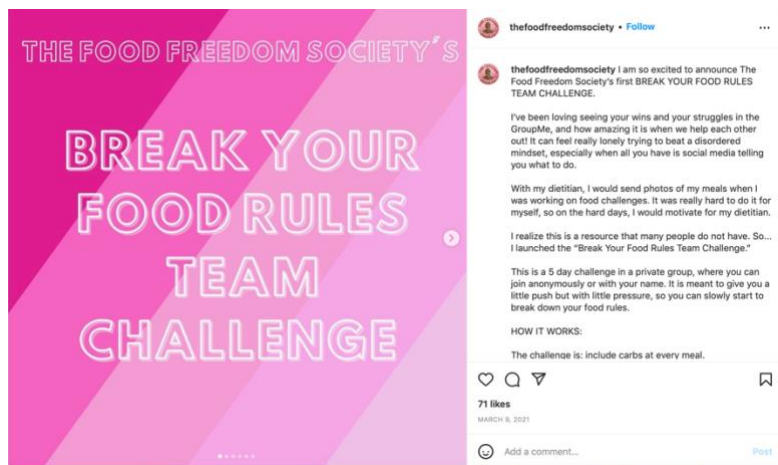 THE FOOD FREEDOM SOCIETY'S
BREAK YOUR
FOOD RULES
TEAM
CHALLENGE
thefoodfreedomsociety • Follow
thefoodfreedomsociety I am so excited to announce The
Food Freedom Society's first BREAK YOUR FOOD RULES
TEAM CHALLENGE.
I've been loving seeing your wins and your struggles in the
GroupMe, and how amazing it is when we help each other
out! It can feel really lonely trying to beat a disordered
mindset, especially when all you have is social media telling
you what to do.
With my dietitian, I would send photos of my meals when I
was working on food challenges. It was really hard to do it for
myself, so on the hard days, I would motivate for my dietitian.
I realize this is a resource that many people do not have. So...
I launched the “Break Your Food Rules Team Challenge.”
This is a 5 day challenge in a private group, where you can
join anonymously or with your name. It is meant to give you a
little push but with little pressure, so you can slowly start to
break down your food rules.
HOW IT WORKS:
The challenge is: include carbs at every meal.
71 likes
MARCH 9, 2021
Add a comment...
Post